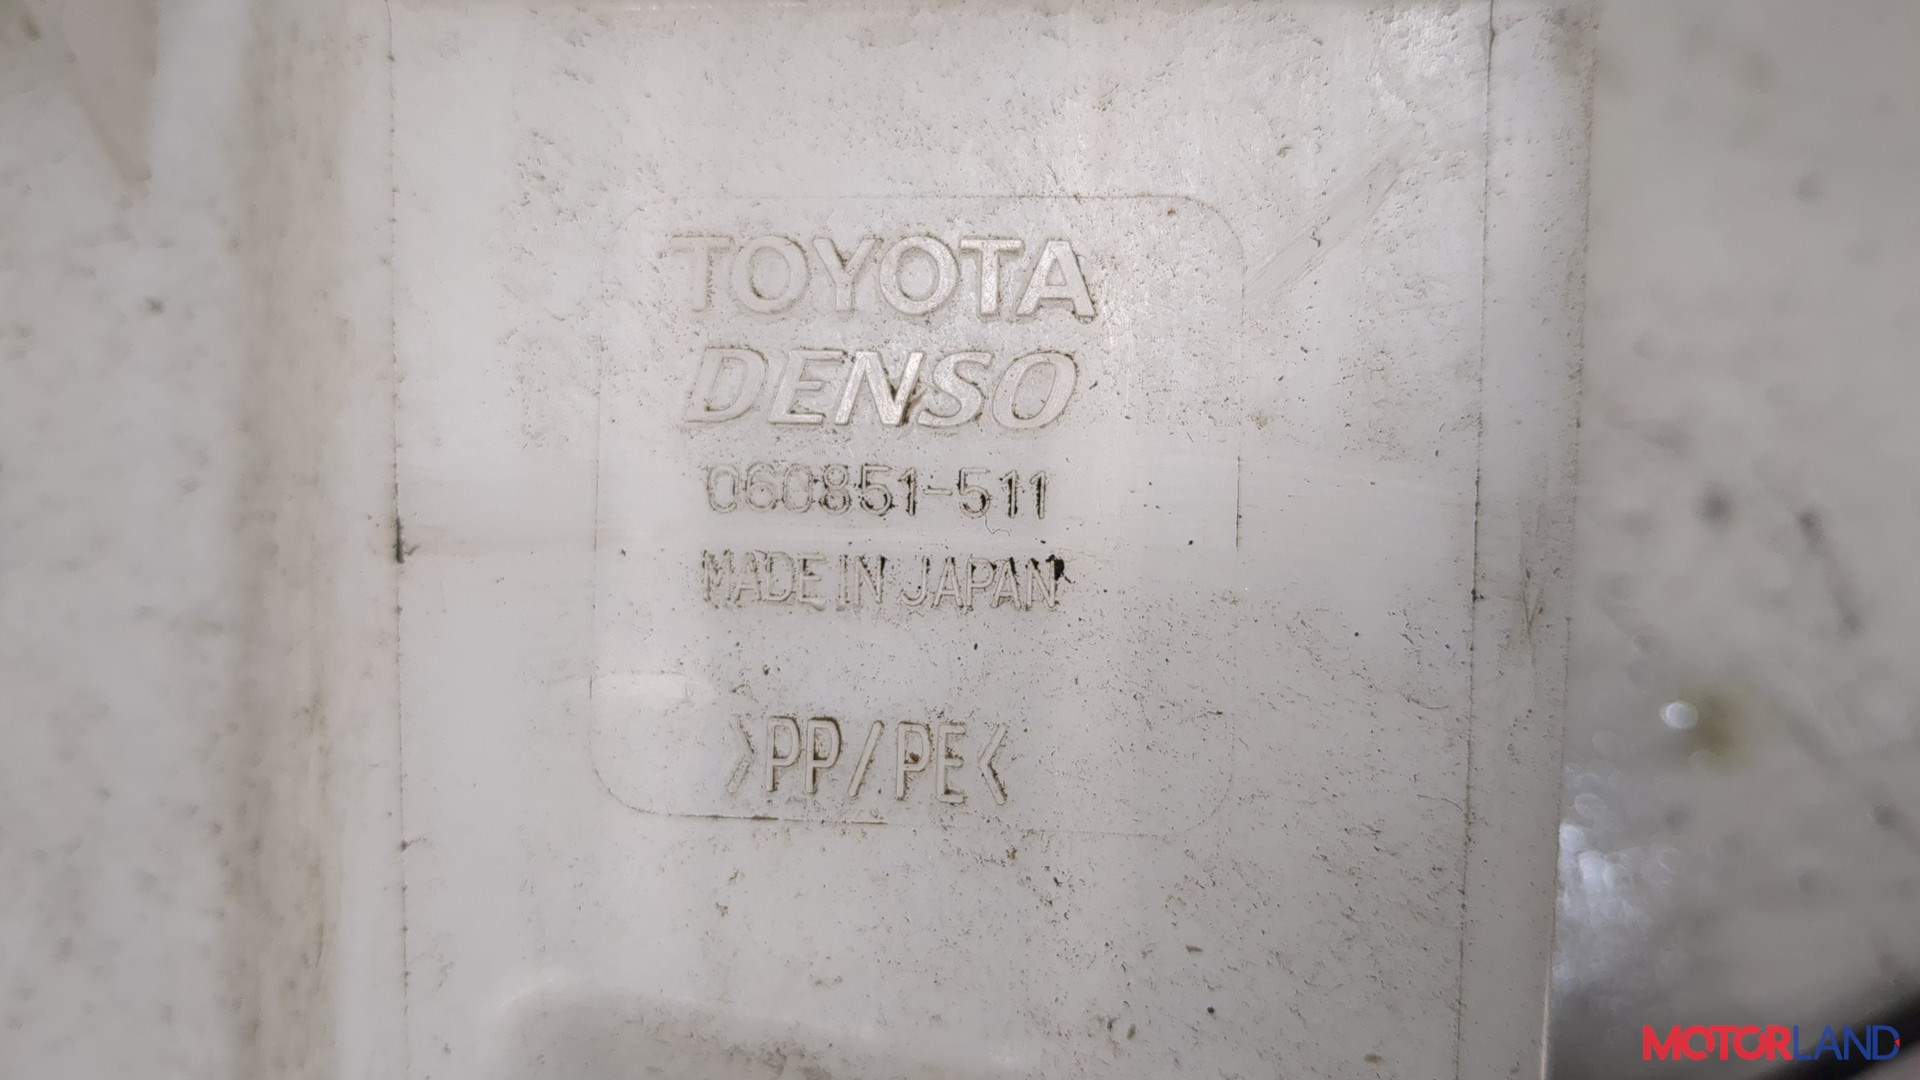 TOYOTA
DENSO
060851-511
MADE IN JAPAN
>PP/PE<
MOTORLAND